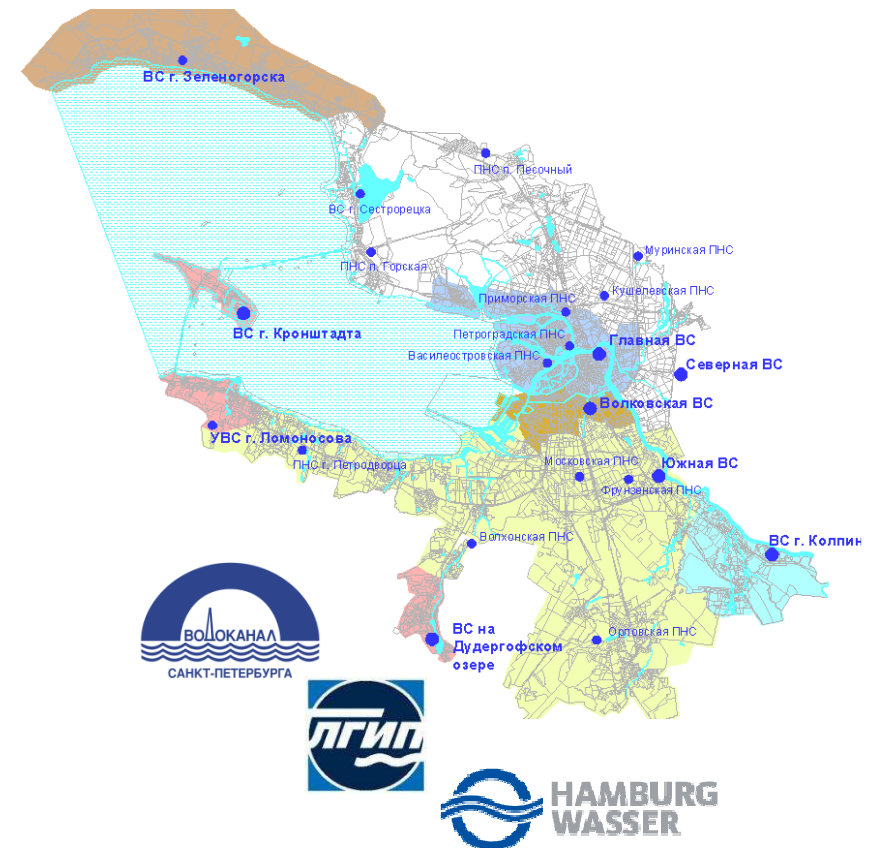 ВС г. Зеленогорска
ПНС п. Песочный
ВС г. Сестрорецка
Муринская ПНС
ПНС п. Горская
Кушелевская ПНС
Приморская ПНС
ВС г. Кронштадта
Петроградская ПНС
Главная ВС
Василеостровская ПНС
Северная ВС
Волковская ВС
УВС г. Ломоносова
ПНС г. Петродворца
Московская ПНС
Южная ВС
Фрунзенская ПНС
Волхонская ПНС
ВС г. Колпин
ВС на
Дудергофском
озере
Орловская ПНС
ВОДОКАНАЛ
САНКТ-ПЕТЕРБУРГА
ЛГИП
HAMBURG
WASSER